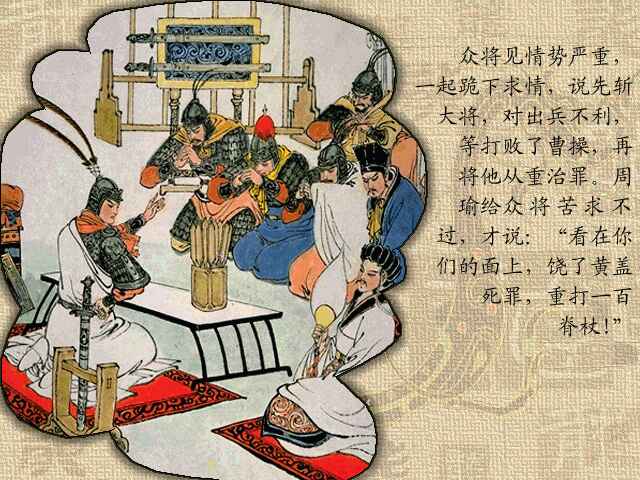 众将见情势严重，
一起跪下求情，说先斩
大将，对出兵不利，
等打败了曹操，再
将他从重治罪。周
瑜给众将苦求不
过，才说：“看在你
们的面上，饶了黄盖
死罪，重打一百
脊杖！”